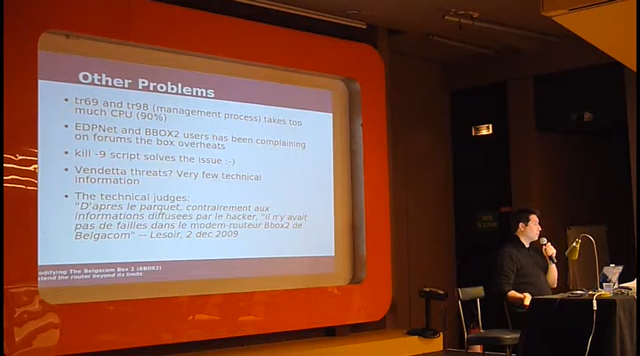 Other Problems
• tr69 and tr98 (management process) takes too
much CPU (90%)
• EDPNet and BBOX2 users has been complaining
on forums the box overheats
• kill -9 script solves the issue :-)
• Vendetta threats? Very few technical
information
• The technical judges:
"D'apres le parquet, contrairement aux
informations diffusees par le hacker, "il n'y avait
pas de failles dans le modem-routeur Bbox2 de
Belgacom" -- Lesoir, 2 dec 2009
odifying The Belgacom Box 2 (BBOX2)
tend the router beyond its limits